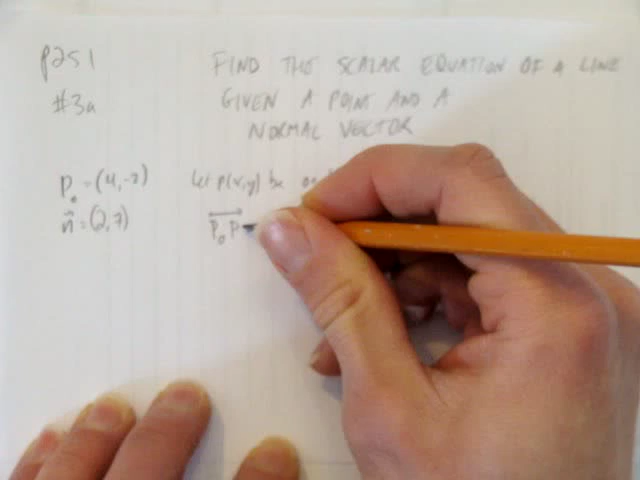 p251
FIND THE SCALAR EQUATION OF A LINE
#3a
GIVEN A POINT AND A
NORMAL VECTOR
P₀ = (4,-2)
Let P(x,y) be on
n⃗ = (2,7)
P₀P